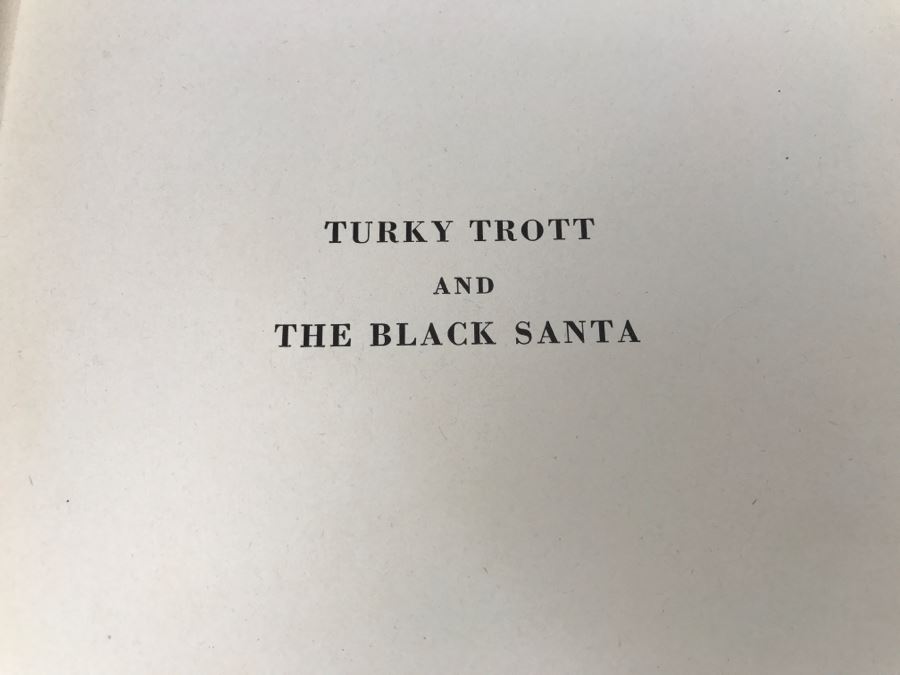 TURKY TROTT
AND
THE BLACK SANTA